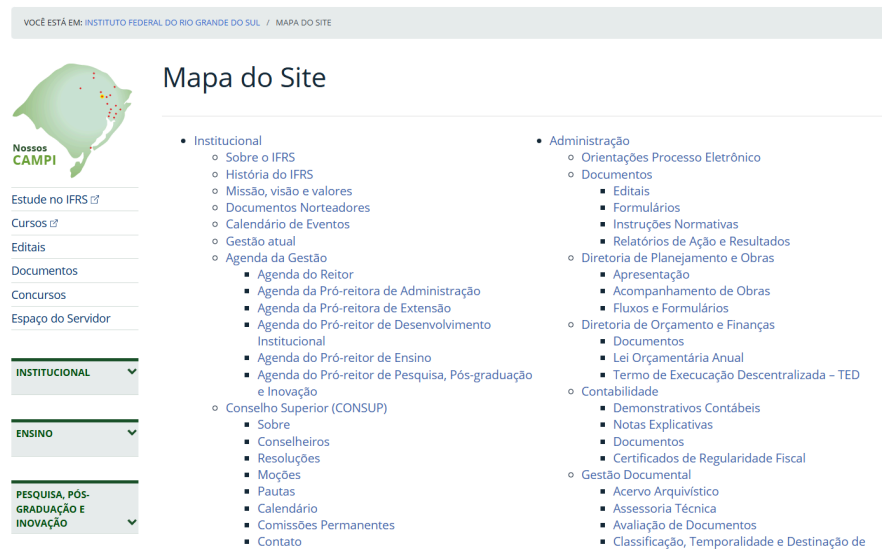 VOCÊ ESTÁ EM: INSTITUTO FEDERAL DO RIO GRANDE DO SUL / MAPA DO SITE
Nossos
CAMPI
Estude no IFRS
Cursos
Editais
Documentos
Concursos
Espaço do Servidor
INSTITUCIONAL
ENSINO
PESQUISA, PÓS-
GRADUAÇÃO E
INOVAÇÃO
Mapa do Site
Institucional
Sobre o IFRS
História do IFRS
Missão, visão e valores
Documentos Norteadores
Calendário de Eventos
Gestão atual
Agenda da Gestão
Agenda do Reitor
Agenda da Pró-reitora de Administração
Agenda da Pró-reitora de Extensão
Agenda do Pró-reitor de Desenvolvimento
Institucional
Agenda do Pró-reitor de Ensino
Agenda do Pró-reitor de Pesquisa, Pós-graduação
e Inovação
Conselho Superior (CONSUP)
Sobre
Conselheiros
Resoluções
Moções
Pautas
Calendário
Comissões Permanentes
Contato
Administração
Orientações Processo Eletrônico
Documentos
Editais
Formulários
Instruções Normativas
Relatórios de Ação e Resultados
Diretoria de Planejamento e Obras
Apresentação
Acompanhamento de Obras
Fluxos e Formulários
Diretoria de Orçamento e Finanças
Documentos
Lei Orçamentária Anual
Termo de Execucação Descentralizada – TED
Contabilidade
Demonstrativos Contábeis
Notas Explicativas
Documentos
Certificados de Regularidade Fiscal
Gestão Documental
Acervo Arquivístico
Assessoria Técnica
Avaliação de Documentos
Classificação, Temporalidade e Destinação de